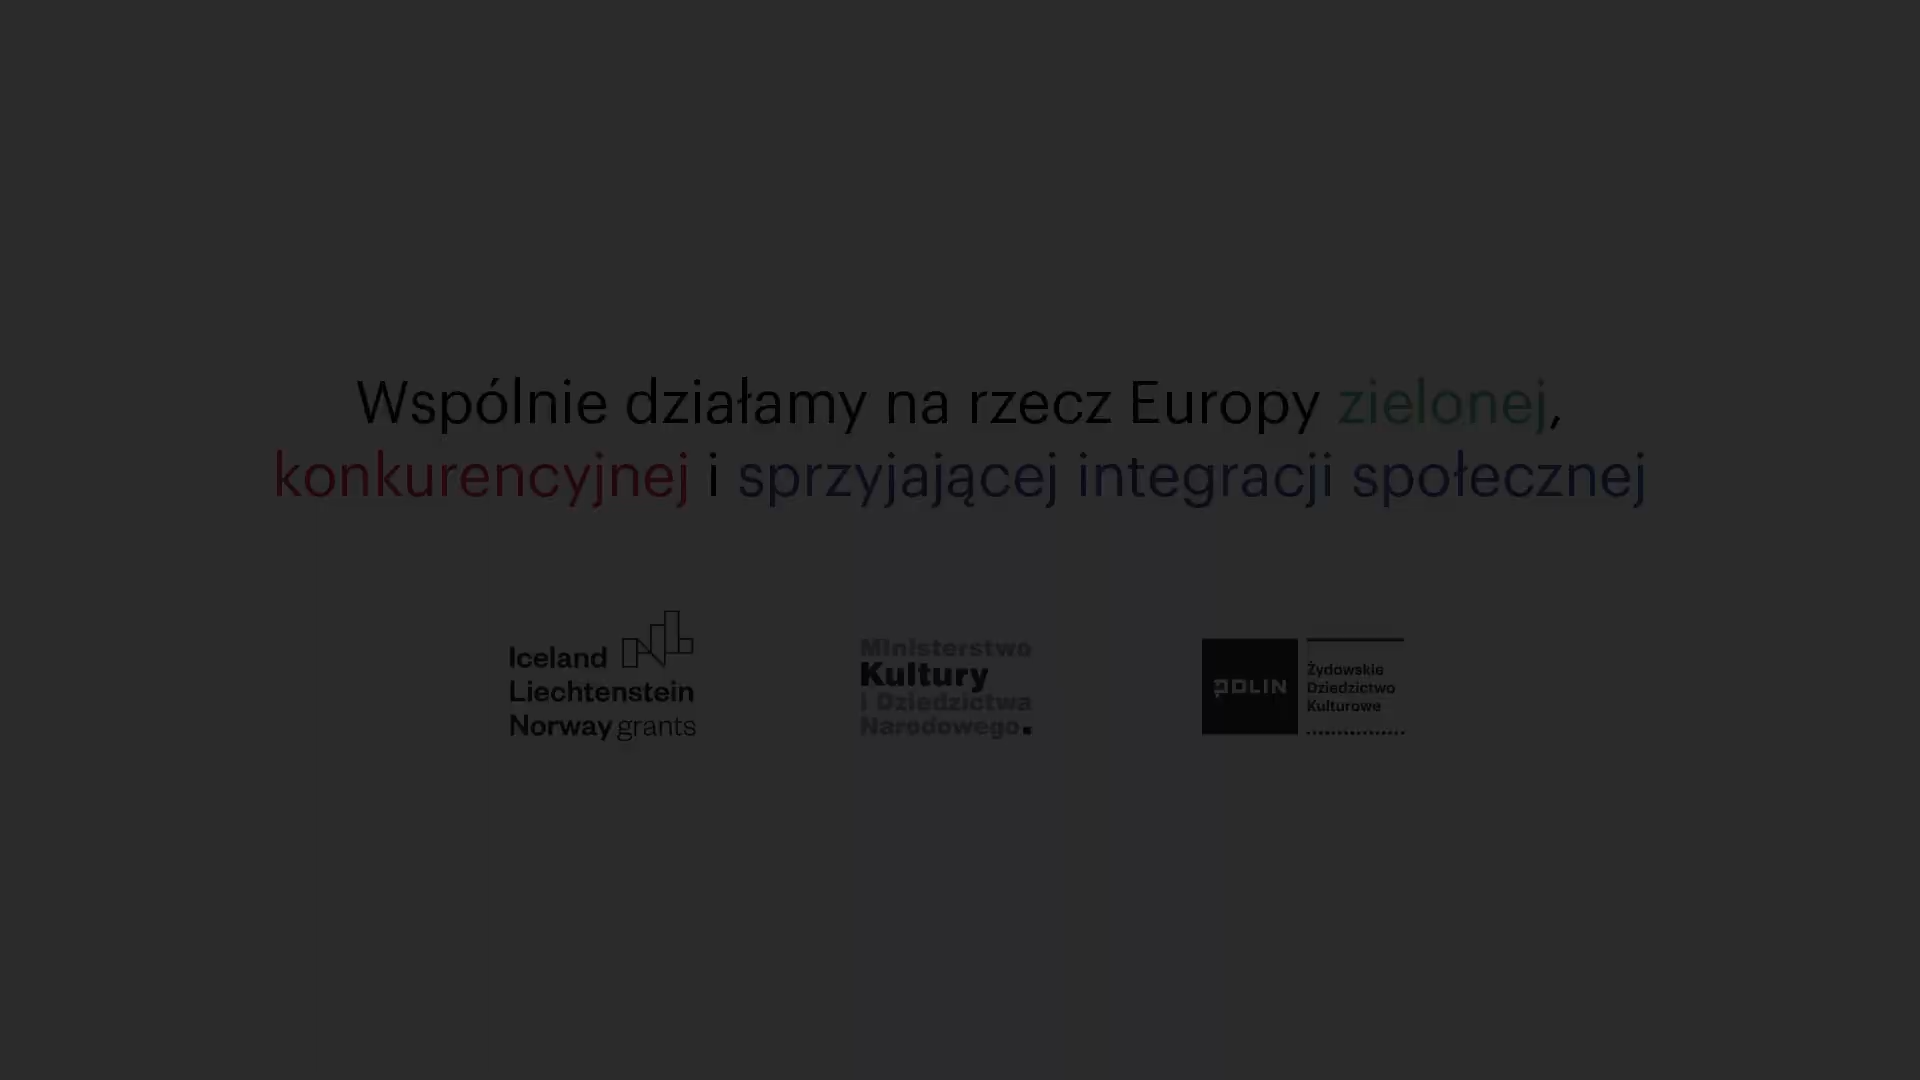 Wspólnie działamy na rzecz Europy zielonej,
konkurencyjnej i sprzyjającej integracji społecznej
Iceland
Liechtenstein
Norway grants
Ministerstwo
Kultury
i Dziedzictwa
Narodowego.
POLIN
Żydowskie
Dziedzictwo
Kulturowe